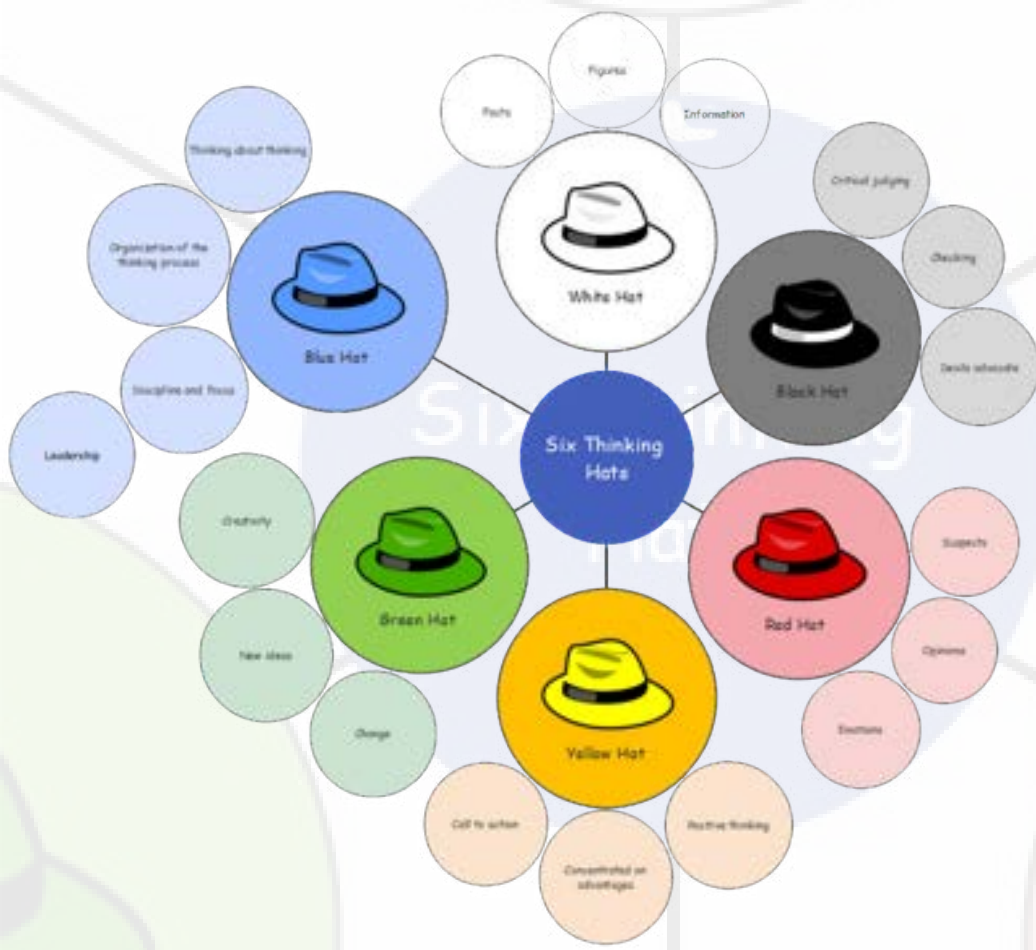 Figures
Facts
Information
White Hat
Thinking about thinking
Organization of the
thinking process
Discipline and focus
Leadership
Blue Hat
Critical judging
Checking
Devils advocate
Black Hat
Six Thinking
Hats
Creativity
New ideas
Change
Green Hat
Red Hat
Opinions
Emotions
Yellow Hat
Call to action
Concentrated on
advantages
Positive thinking